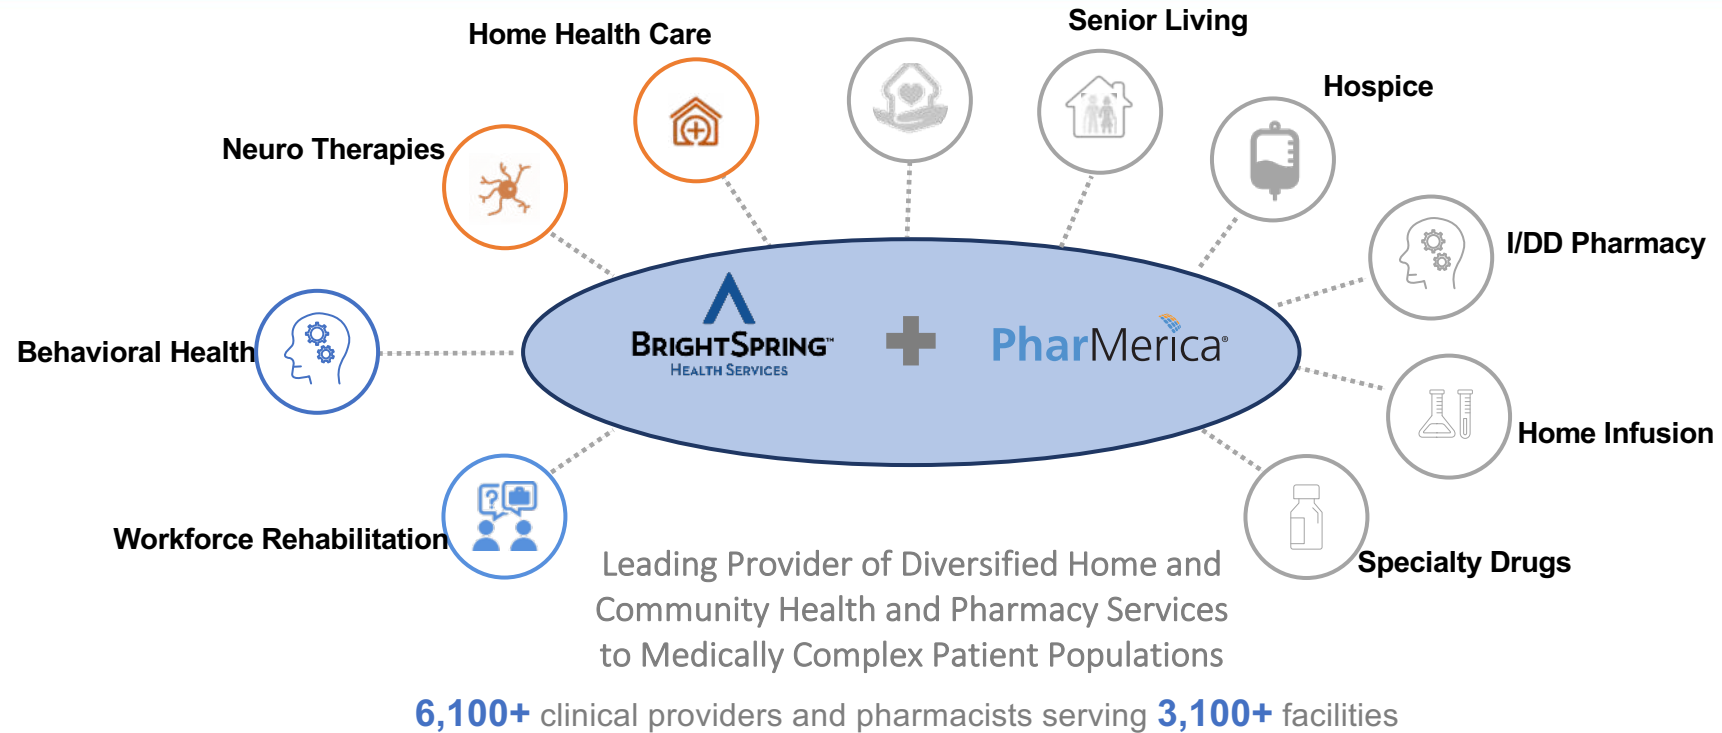 Senior Living
Home Health Care
Hospice
Neuro Therapies
I/DD Pharmacy
BRIGHTSPRING™
HEALTH SERVICES
PharMerica®
Behavioral Health
Home Infusion
Workforce Rehabilitation
?
Specialty Drugs
Leading Provider of Diversified Home and
Community Health and Pharmacy Services
to Medically Complex Patient Populations
6,100+ clinical providers and pharmacists serving 3,100+ facilities